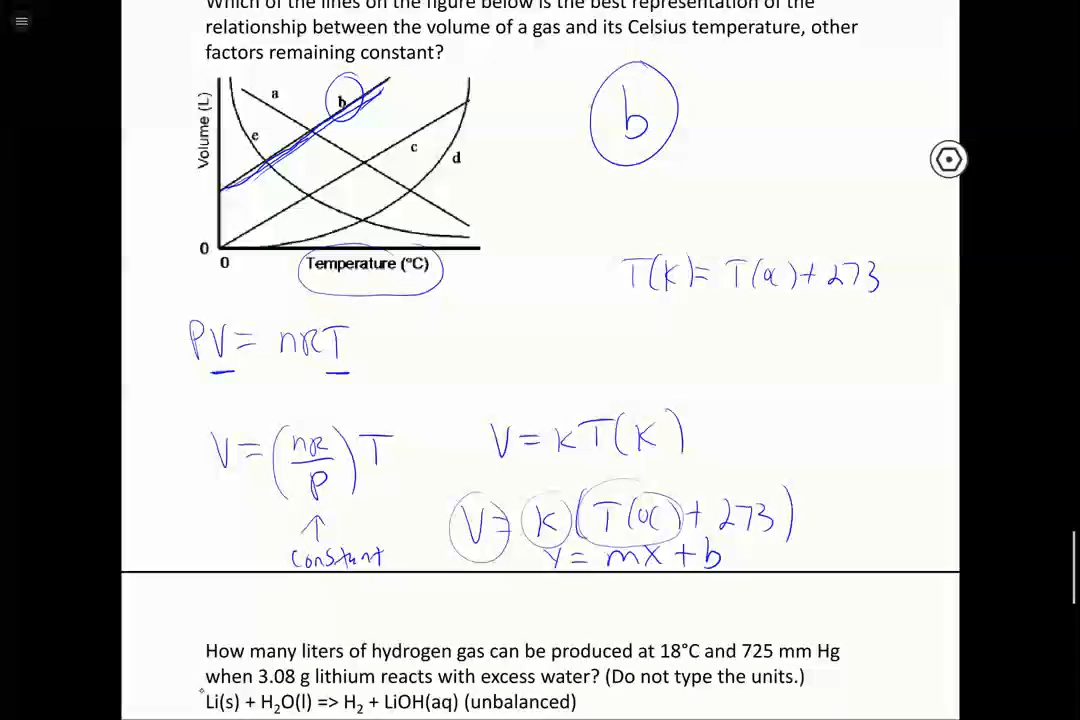 Which of the lines on the figure below is the best representation of the
relationship between the volume of a gas and its Celsius temperature, other
factors remaining constant?
a
b
e
c
d
Volume (L)
0
0
Temperature (°C)
b
T(K)= T(°C)+273
PV= nRT
V=(nR/P)T
V=KT(K)
constant
V= K(T(°C)+273)
y= mx+b
How many liters of hydrogen gas can be produced at 18°C and 725 mm Hg
when 3.08 g lithium reacts with excess water? (Do not type the units.)
Li(s) + H₂O(l) => H₂ + LiOH(aq) (unbalanced)